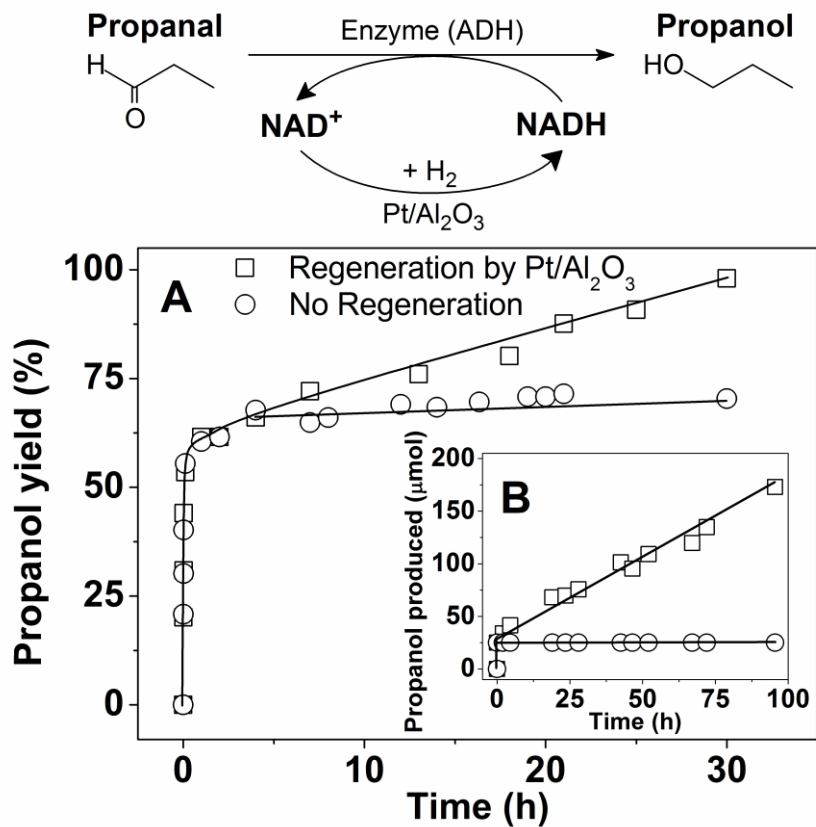 Propanal Enzyme (ADH) Propanol
H
O
HO
NAD⁺ NADH
+ H₂
Pt/Al₂O₃
A
Regeneration by Pt/Al₂O₃
No Regeneration
Propanol yield (%)
100
75
50
25
0
0 10 20 30
Time (h)
B
Propanol produced (μmol)
200
150
100
50
0
0 25 50 75 100
Time (h)